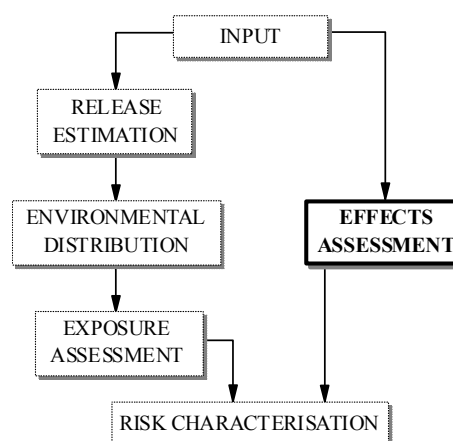 INPUT
RELEASE
ESTIMATION
ENVIRONMENTAL
DISTRIBUTION
EFFECTS
ASSESSMENT
EXPOSURE
ASSESSMENT
RISK CHARACTERISATION